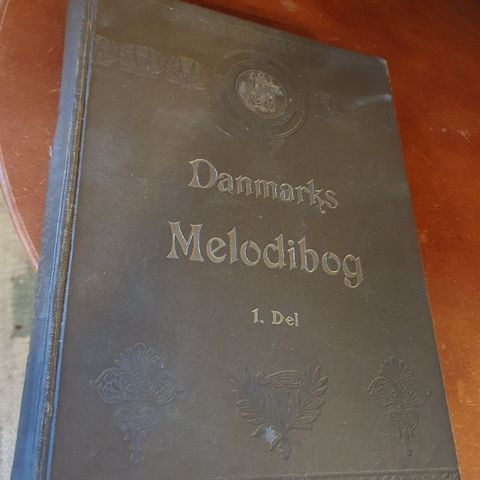 Danmarks
Melodibog
1. Del